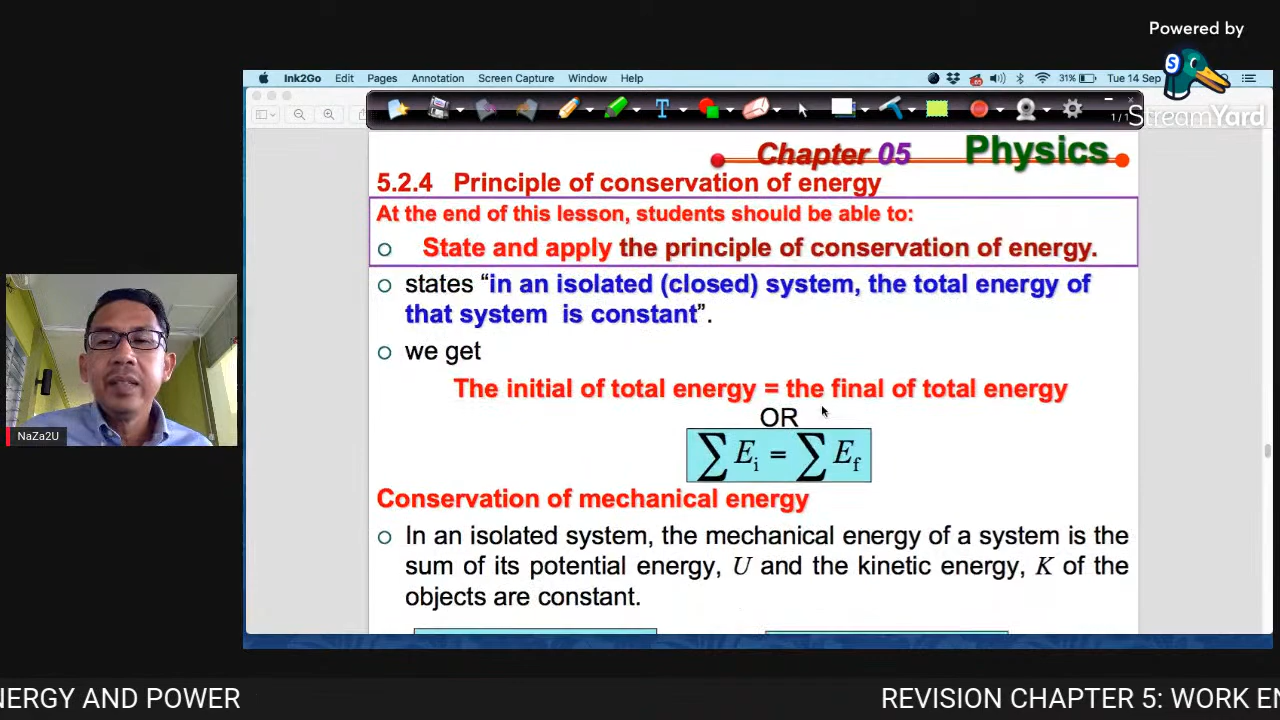 Powered by
StreamYard
Ink2Go Edit Pages Annotation Screen Capture Window Help 31% Tue 14 Sep
1/1
Chapter 05 Physics
5.2.4 Principle of conservation of energy
At the end of this lesson, students should be able to:
State and apply the principle of conservation of energy.
states “in an isolated (closed) system, the total energy of
that system is constant”.
we get
The initial of total energy = the final of total energy
OR
∑ Ei = ∑ Ef
Conservation of mechanical energy
In an isolated system, the mechanical energy of a system is the
sum of its potential energy, U and the kinetic energy, K of the
objects are constant.
NaZa2U
NERGY AND POWER
REVISION CHAPTER 5: WORK EN